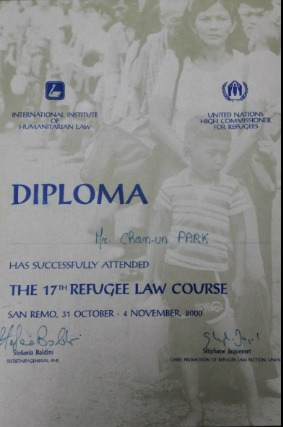 INTERNATIONAL INSTITUTE
OF
HUMANITARIAN LAW
UNITED NATIONS
HIGH COMMISSIONER
FOR REFUGEES
DIPLOMA
Mr. Chan-un PARK
HAS SUCCESSFULLY ATTENDED
THE 17TH REFUGEE LAW COURSE
SAN REMO, 31 OCTOBER - 4 NOVEMBER, 2000
Stefania Baldini
SECRETARY GENERAL, IIHL
Stéphane Jaquemet
CHIEF PROMOTION OF REFUGEE LAW SECTION, UNHCR